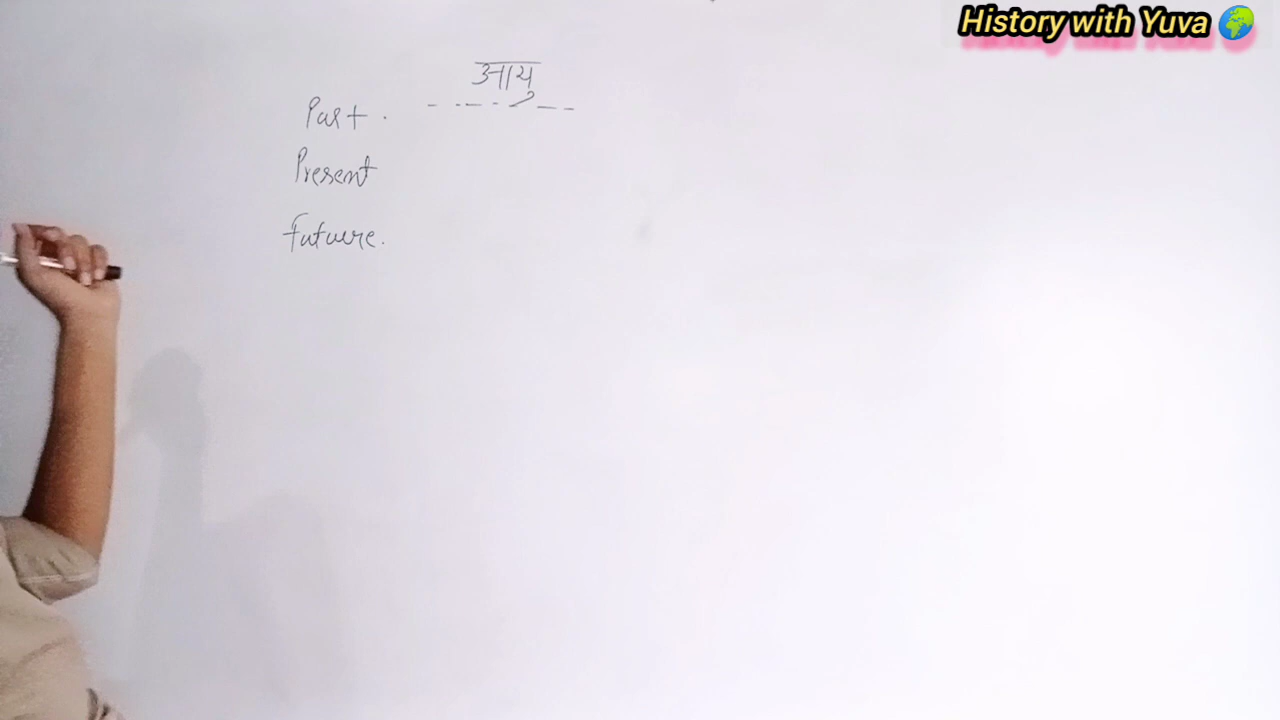 History with Yuva
आयु
Past.
Present
Future.